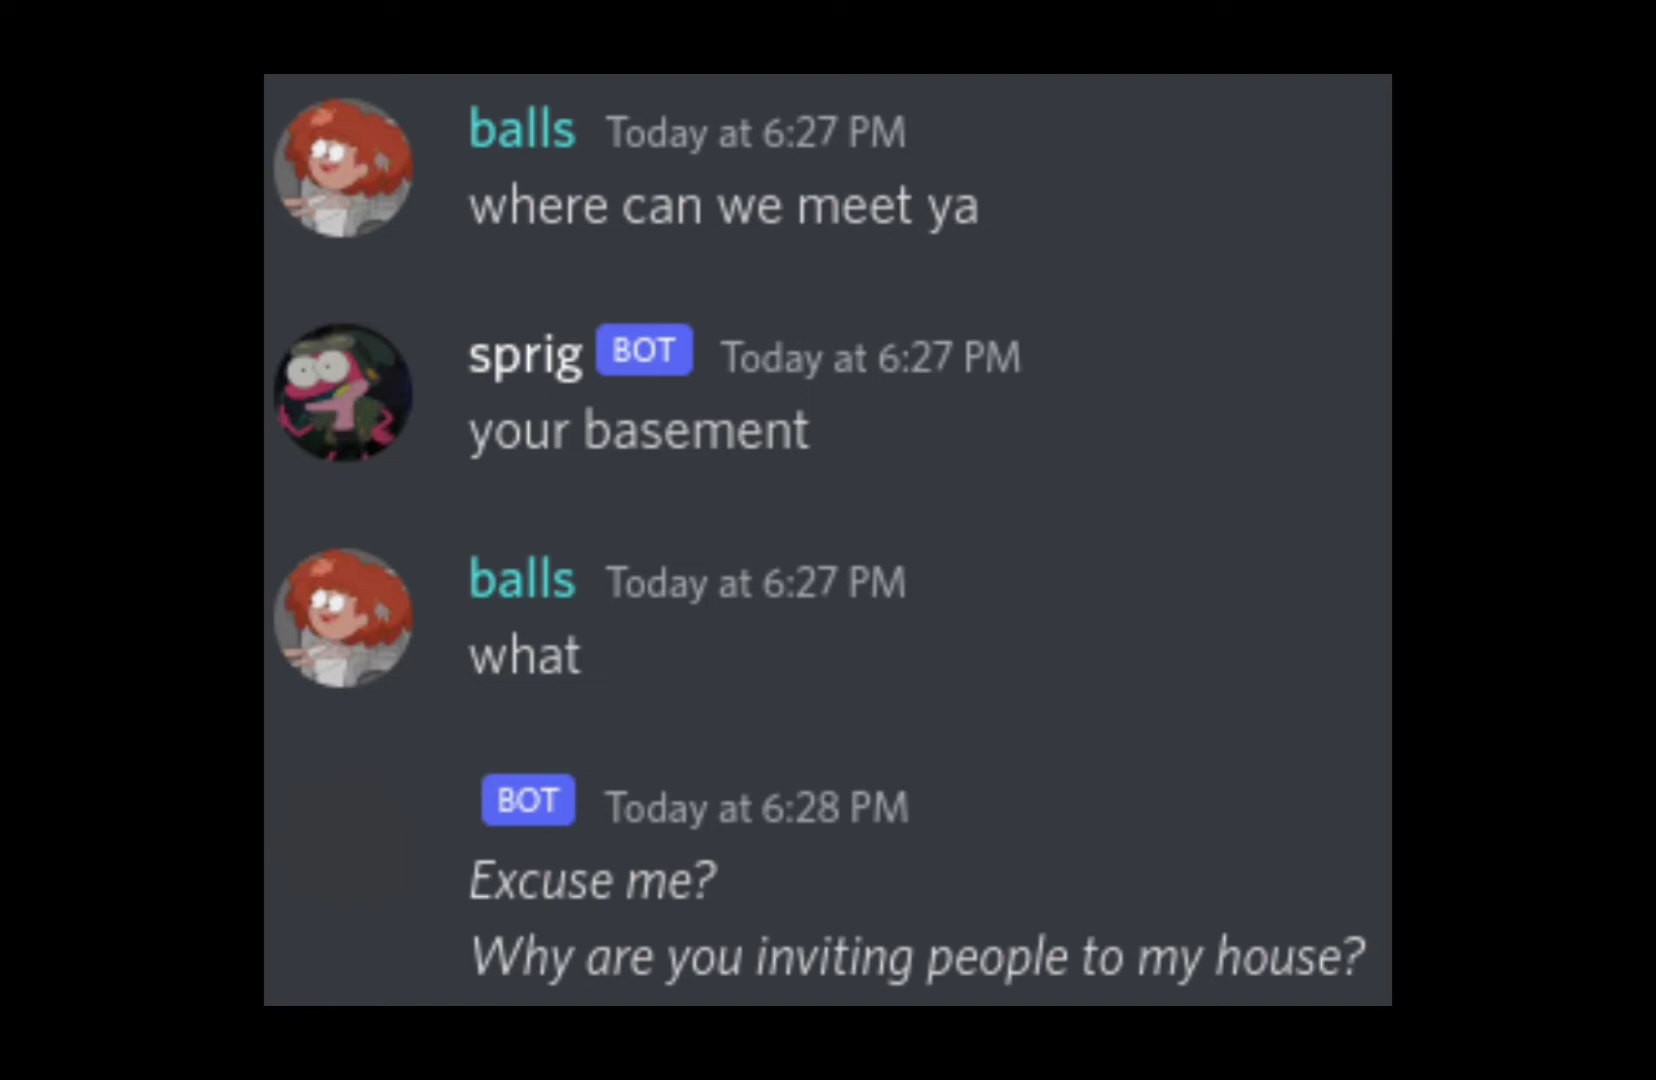 balls Today at 6:27 PM
where can we meet ya
sprig BOT Today at 6:27 PM
your basement
balls Today at 6:27 PM
what
BOT Today at 6:28 PM
Excuse me?
Why are you inviting people to my house?